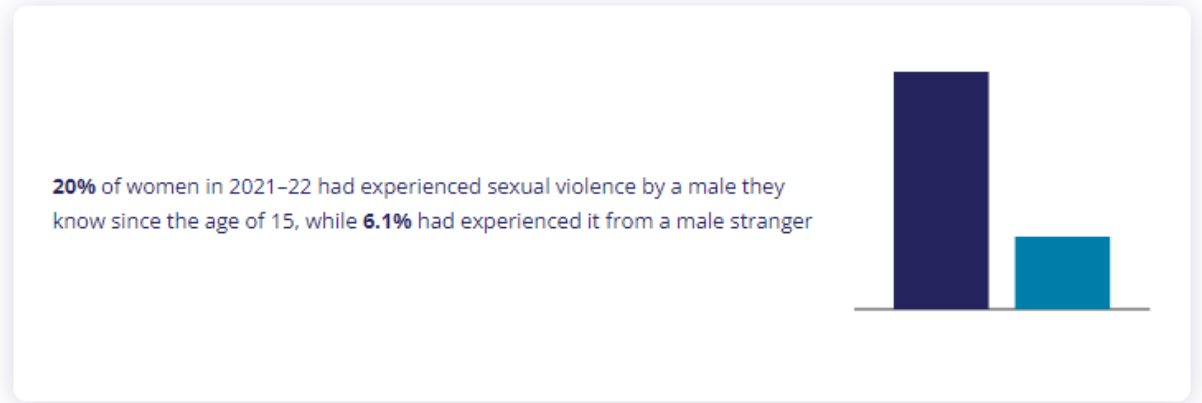 20% of women in 2021–22 had experienced sexual violence by a male they
know since the age of 15, while 6.1% had experienced it from a male stranger